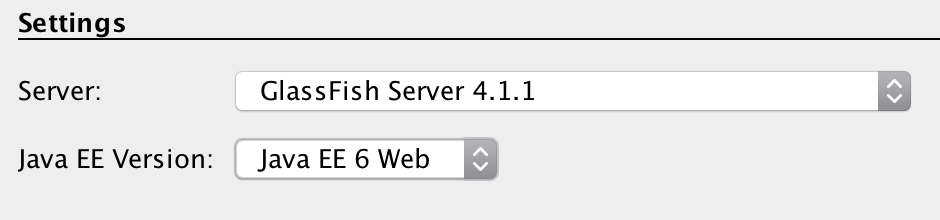 Settings
Server: GlassFish Server 4.1.1
Java EE Version: Java EE 6 Web